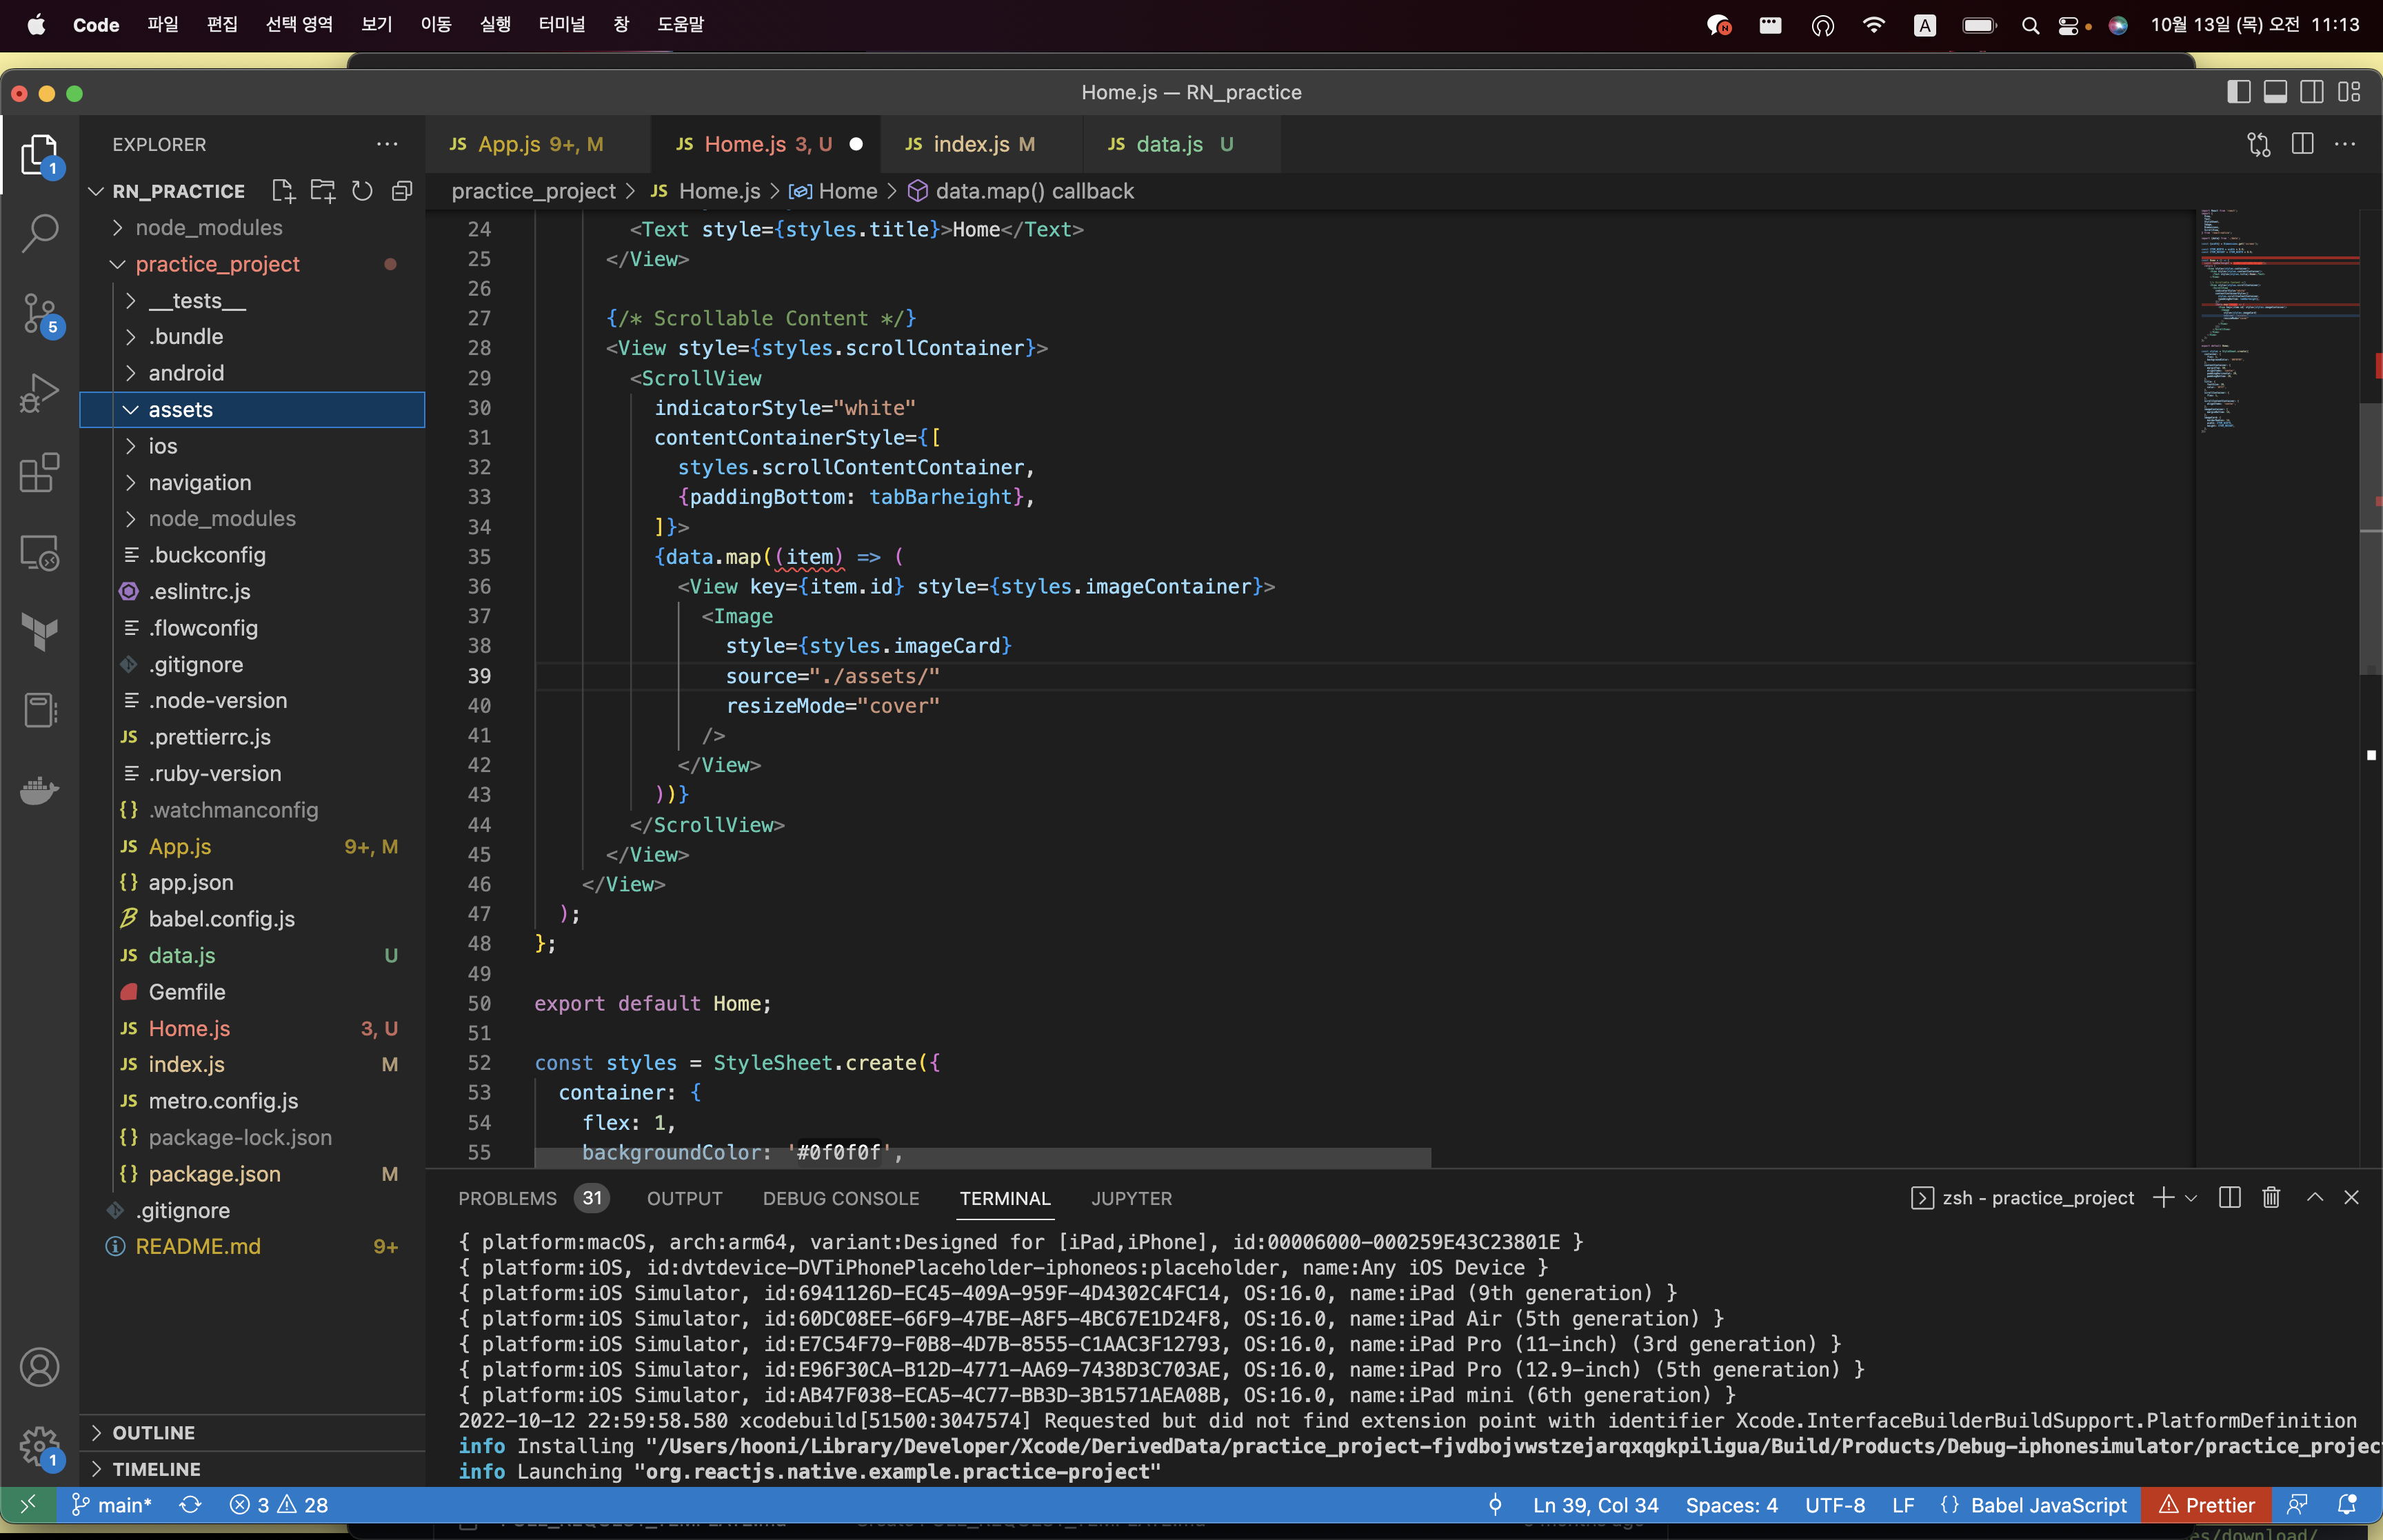 Code 파일 편집 선택 영역 보기 이동 실행 터미널 창 도움말
A 10월 13일 (목) 오전 11:13
Home.js — RN_practice
EXPLORER
RN_PRACTICE
node_modules
practice_project
__tests__
.bundle
android
assets
ios
navigation
node_modules
.buckconfig
.eslintrc.js
.flowconfig
.gitignore
.node-version
JS .prettierrc.js
.ruby-version
{} .watchmanconfig
JS App.js 9+, M
{} app.json
babel.config.js
JS data.js U
Gemfile
JS Home.js 3, U
JS index.js M
JS metro.config.js
{} package-lock.json
{} package.json M
.gitignore
README.md 9+
OUTLINE
TIMELINE
1
5
1
JS App.js 9+, M JS Home.js 3, U JS index.js M JS data.js U
practice_project > JS Home.js > Home > data.map() callback
24 <Text style={styles.title}>Home</Text>
25 </View>
26
27 {/* Scrollable Content */}
28 <View style={styles.scrollContainer}>
29 <ScrollView
30 indicatorStyle="white"
31 contentContainerStyle={[
32 styles.scrollContentContainer,
33 {paddingBottom: tabBarheight},
34 ]}>
35 {data.map((item) => (
36 <View key={item.id} style={styles.imageContainer}>
37 <Image
38 style={styles.imageCard}
39 source="./assets/"
40 resizeMode="cover"
41 />
42 </View>
43 ))}
44 </ScrollView>
45 </View>
46 </View>
47 );
48 };
49
50 export default Home;
51
52 const styles = StyleSheet.create({
53 container: {
54 flex: 1,
55 backgroundColor: '#0f0f0f',
PROBLEMS 31 OUTPUT DEBUG CONSOLE TERMINAL JUPYTER zsh - practice_project
{ platform:macOS, arch:arm64, variant:Designed for [iPad,iPhone], id:00006000-000259E43C23801E }
{ platform:iOS, id:dvtdevice-DVTiPhonePlaceholder-iphoneos:placeholder, name:Any iOS Device }
{ platform:iOS Simulator, id:6941126D-EC45-409A-959F-4D4302C4FC14, OS:16.0, name:iPad (9th generation) }
{ platform:iOS Simulator, id:60DC08EE-66F9-47BE-A8F5-4BC67E1D24F8, OS:16.0, name:iPad Air (5th generation) }
{ platform:iOS Simulator, id:E7C54F79-F0B8-4D7B-8555-C1AAC3F12793, OS:16.0, name:iPad Pro (11-inch) (3rd generation) }
{ platform:iOS Simulator, id:E96F30CA-B12D-4771-AA69-7438D3C703AE, OS:16.0, name:iPad Pro (12.9-inch) (5th generation) }
{ platform:iOS Simulator, id:AB47F038-ECA5-4C77-BB3D-3B1571AEA08B, OS:16.0, name:iPad mini (6th generation) }
2022-10-12 22:59:58.580 xcodebuild[51500:3047574] Requested but did not find extension point with identifier Xcode.InterfaceBuilderBuildSupport.PlatformDefinition
info Installing "/Users/hooni/Library/Developer/Xcode/DerivedData/practice_project-fjvdbojvwstzejarqxqgkpiligua/Build/Products/Debug-iphonesimulator/practice_projec
info Launching "org.reactjs.native.example.practice-project"
main* 3 28 Ln 39, Col 34 Spaces: 4 UTF-8 LF {} Babel JavaScript Prettier
es/download/